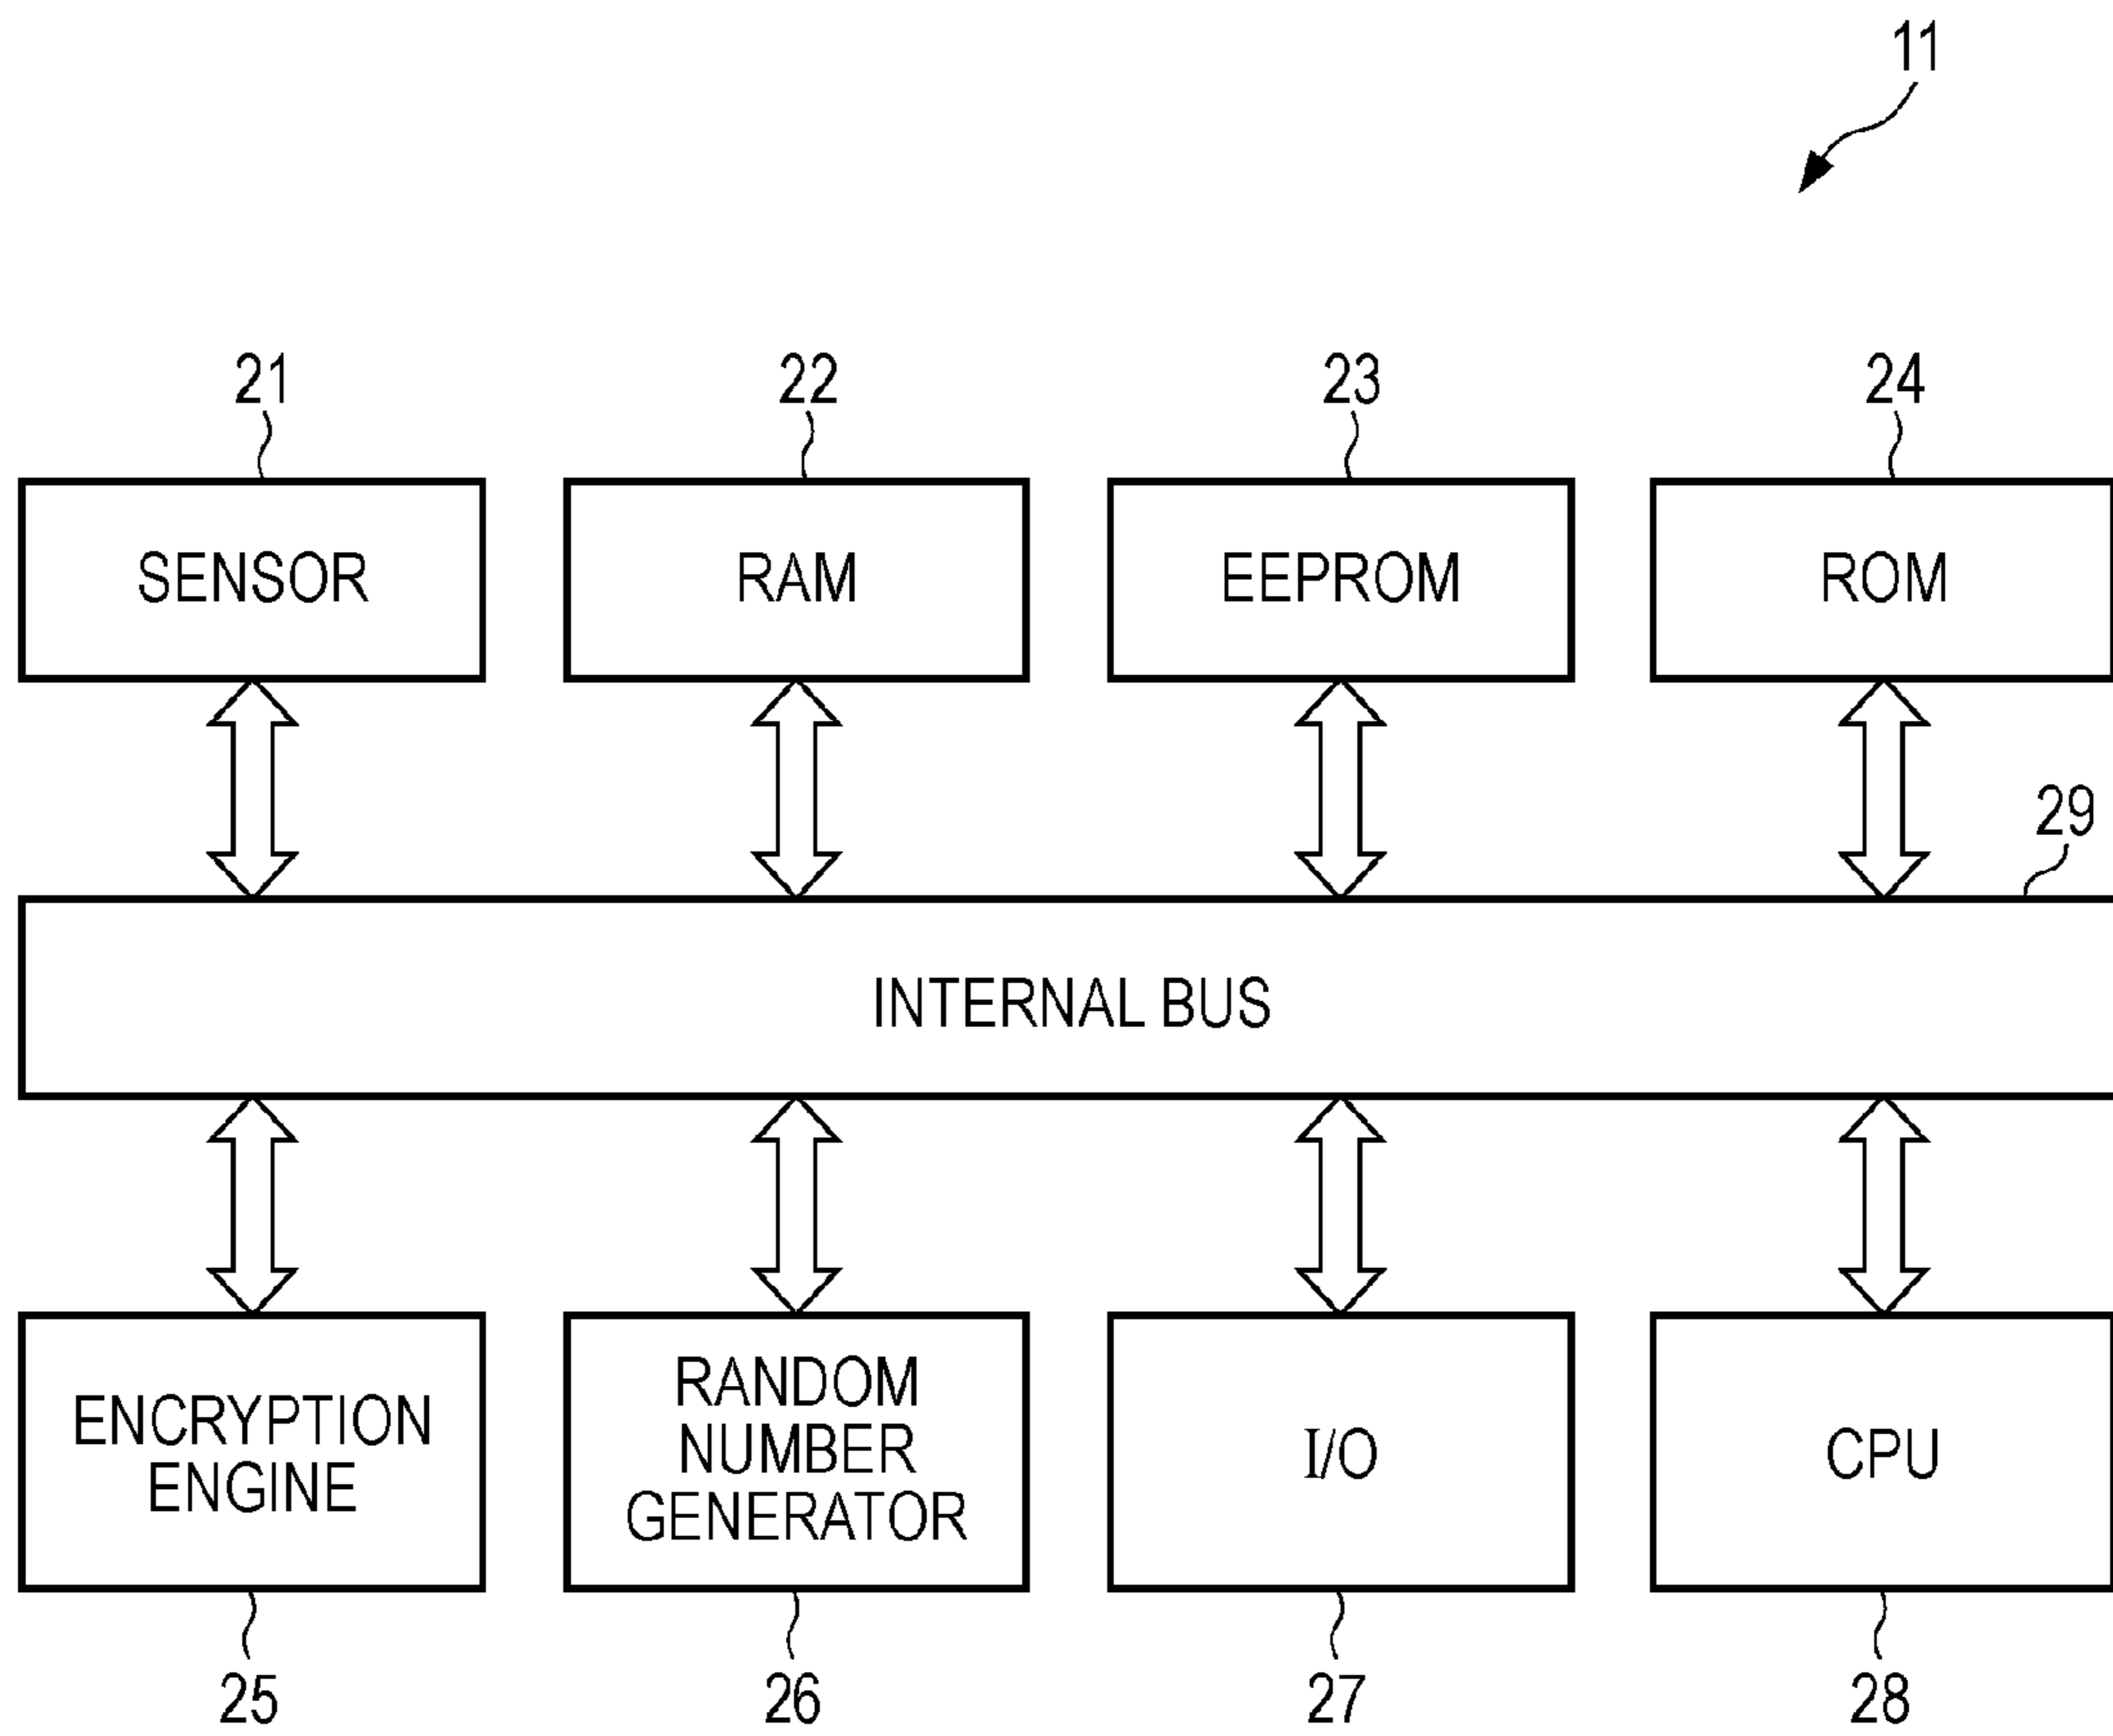 11
21
22
23
24
SENSOR
RAM
EEPROM
ROM
29
INTERNAL BUS
ENCRYPTION
ENGINE
RANDOM
NUMBER
GENERATOR
I/O
CPU
25
26
27
28